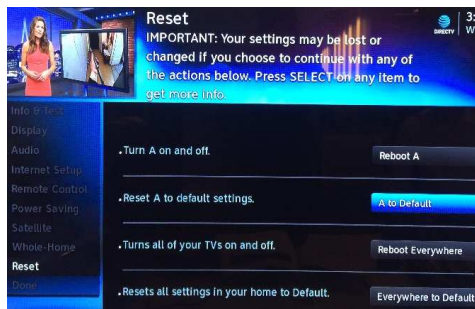 Reset
IMPORTANT: Your settings may be lost or
changed if you choose to continue with any of
the actions below. Press SELECT on any item to
get more info.
DIRECTV
3:
W
Info & Test
Display
Audio
Internet Setup
Remote Control
Power Saving
Satellite
Whole-Home
Reset
Done
.Turn A on and off.
Reboot A
.Reset A to default settings.
A to Default
.Turns all of your TVs on and off.
Reboot Everywhere
.Resets all settings in your home to Default.
Everywhere to Default